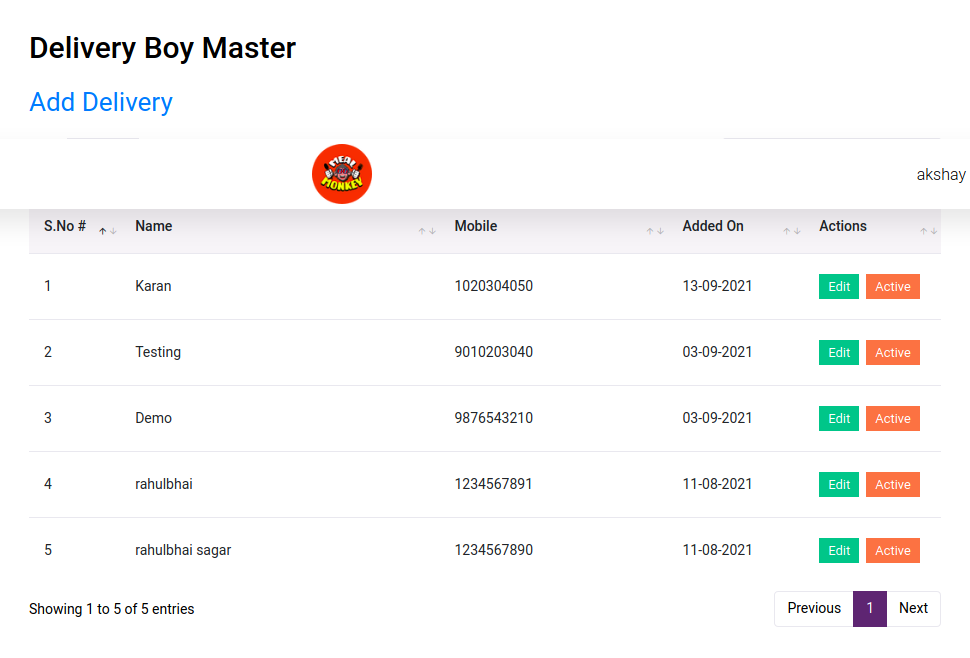 Delivery Boy Master
Add Delivery
MEAL
MONKEY
akshay
S.No # Name Mobile Added On Actions
1 Karan 1020304050 13-09-2021 Edit Active
2 Testing 9010203040 03-09-2021 Edit Active
3 Demo 9876543210 03-09-2021 Edit Active
4 rahulbhai 1234567891 11-08-2021 Edit Active
5 rahulbhai sagar 1234567890 11-08-2021 Edit Active
Showing 1 to 5 of 5 entries Previous 1 Next